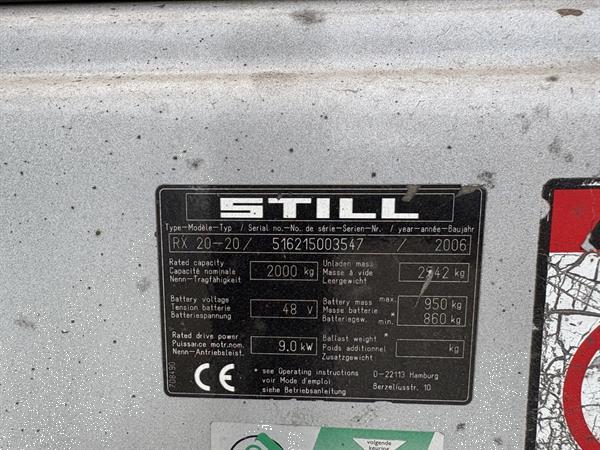 STILL
Type-Modèle-Typ / Serial no.-No. de série-Serien-Nr. / year-année-Baujahr
RX 20-20 / 516215003547 / 2006
Rated capacity
Capacité nominale
Nenn-Tragfähigkeit
2000 kg
Unladen mass
Masse à vide
Leergewicht
kg
Battery voltage
Tension batterie
Batteriespannung
48 V
Battery mass max.
Masse batterie
Batteriegew. min.
950 kg
860 kg
Rated drive power
Puissance motr.nom.
Nenn-Antriebsleist.
9.0 kW
Ballast weight *
Poids additionnel
Zusatzgewicht
kg
708490
CE
* see Operating instructions
voir Mode d'emploi
siehe Betriebsanleitung
D-22113 Hamburg
Berzeliusstr. 10
volgende
keuring